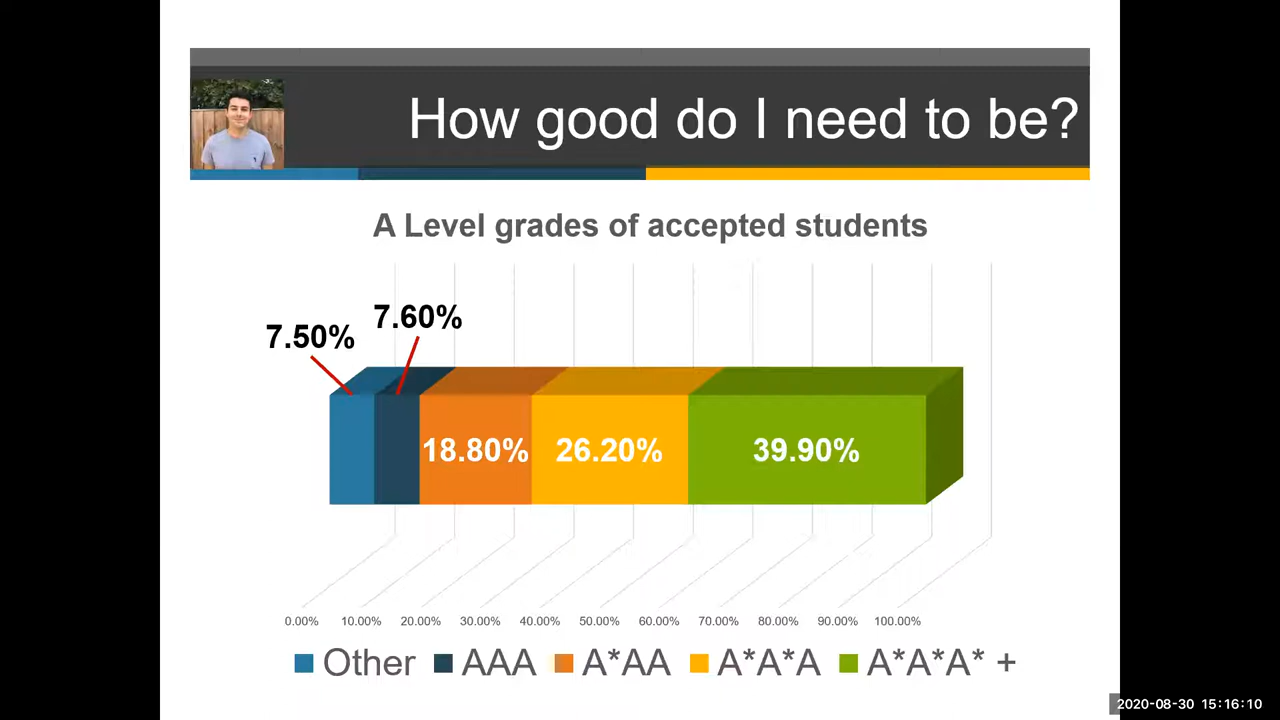 How good do I need to be?
A Level grades of accepted students
7.50%
7.60%
18.80% 26.20% 39.90%
0.00% 10.00% 20.00% 30.00% 40.00% 50.00% 60.00% 70.00% 80.00% 90.00% 100.00%
Other AAA A*AA A*A*A A*A*A* +
2020-08-30 15:16:10